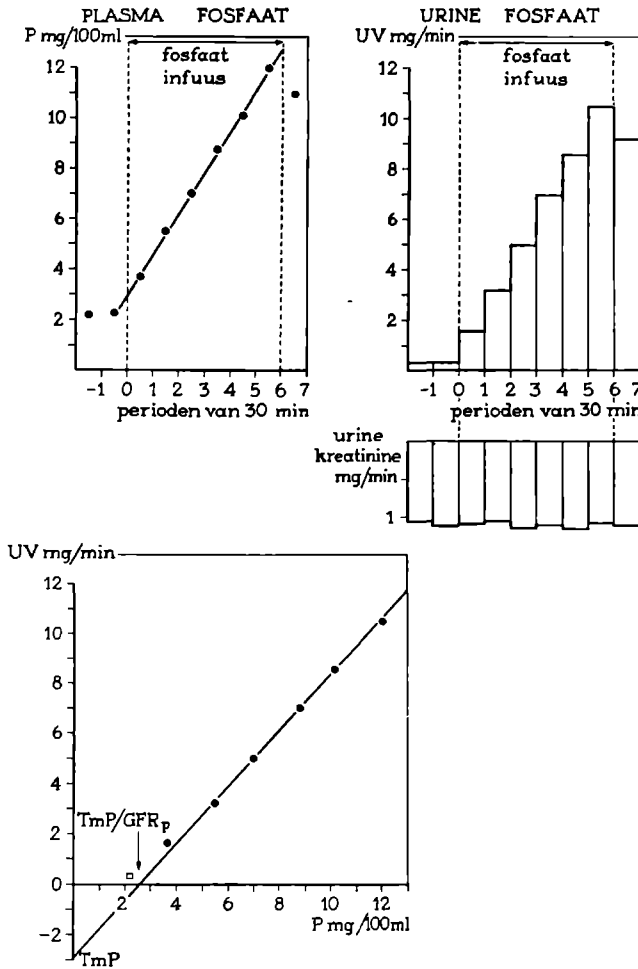 PLASMA FOSFAAT
P mg/100ml
fosfaat
infuus
12
10
8
6
4
2
-1 0 1 2 3 4 5 6 7
perioden van 30 min
URINE FOSFAAT
UV mg/min
fosfaat
infuus
12
10
8
6
4
2
-1 0 1 2 3 4 5 6 7
perioden van 30 min
urine
kreatinine
mg/min
1
UV mg/min
12
10
8
6
4
2
0
-2
TmP/GFRp
2 4 6 8 10 12
P mg/100ml
TmP